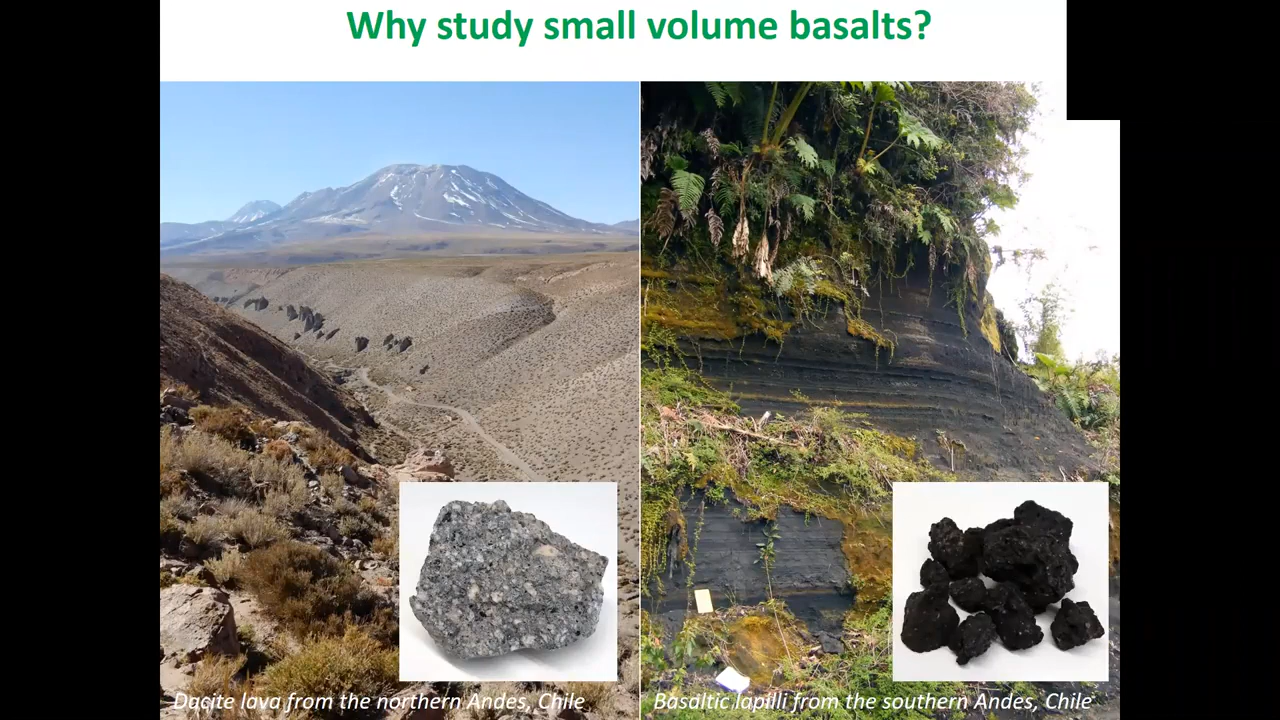 Why study small volume basalts?
Dacite lava from the northern Andes, Chile
Basaltic lapilli from the southern Andes, Chile